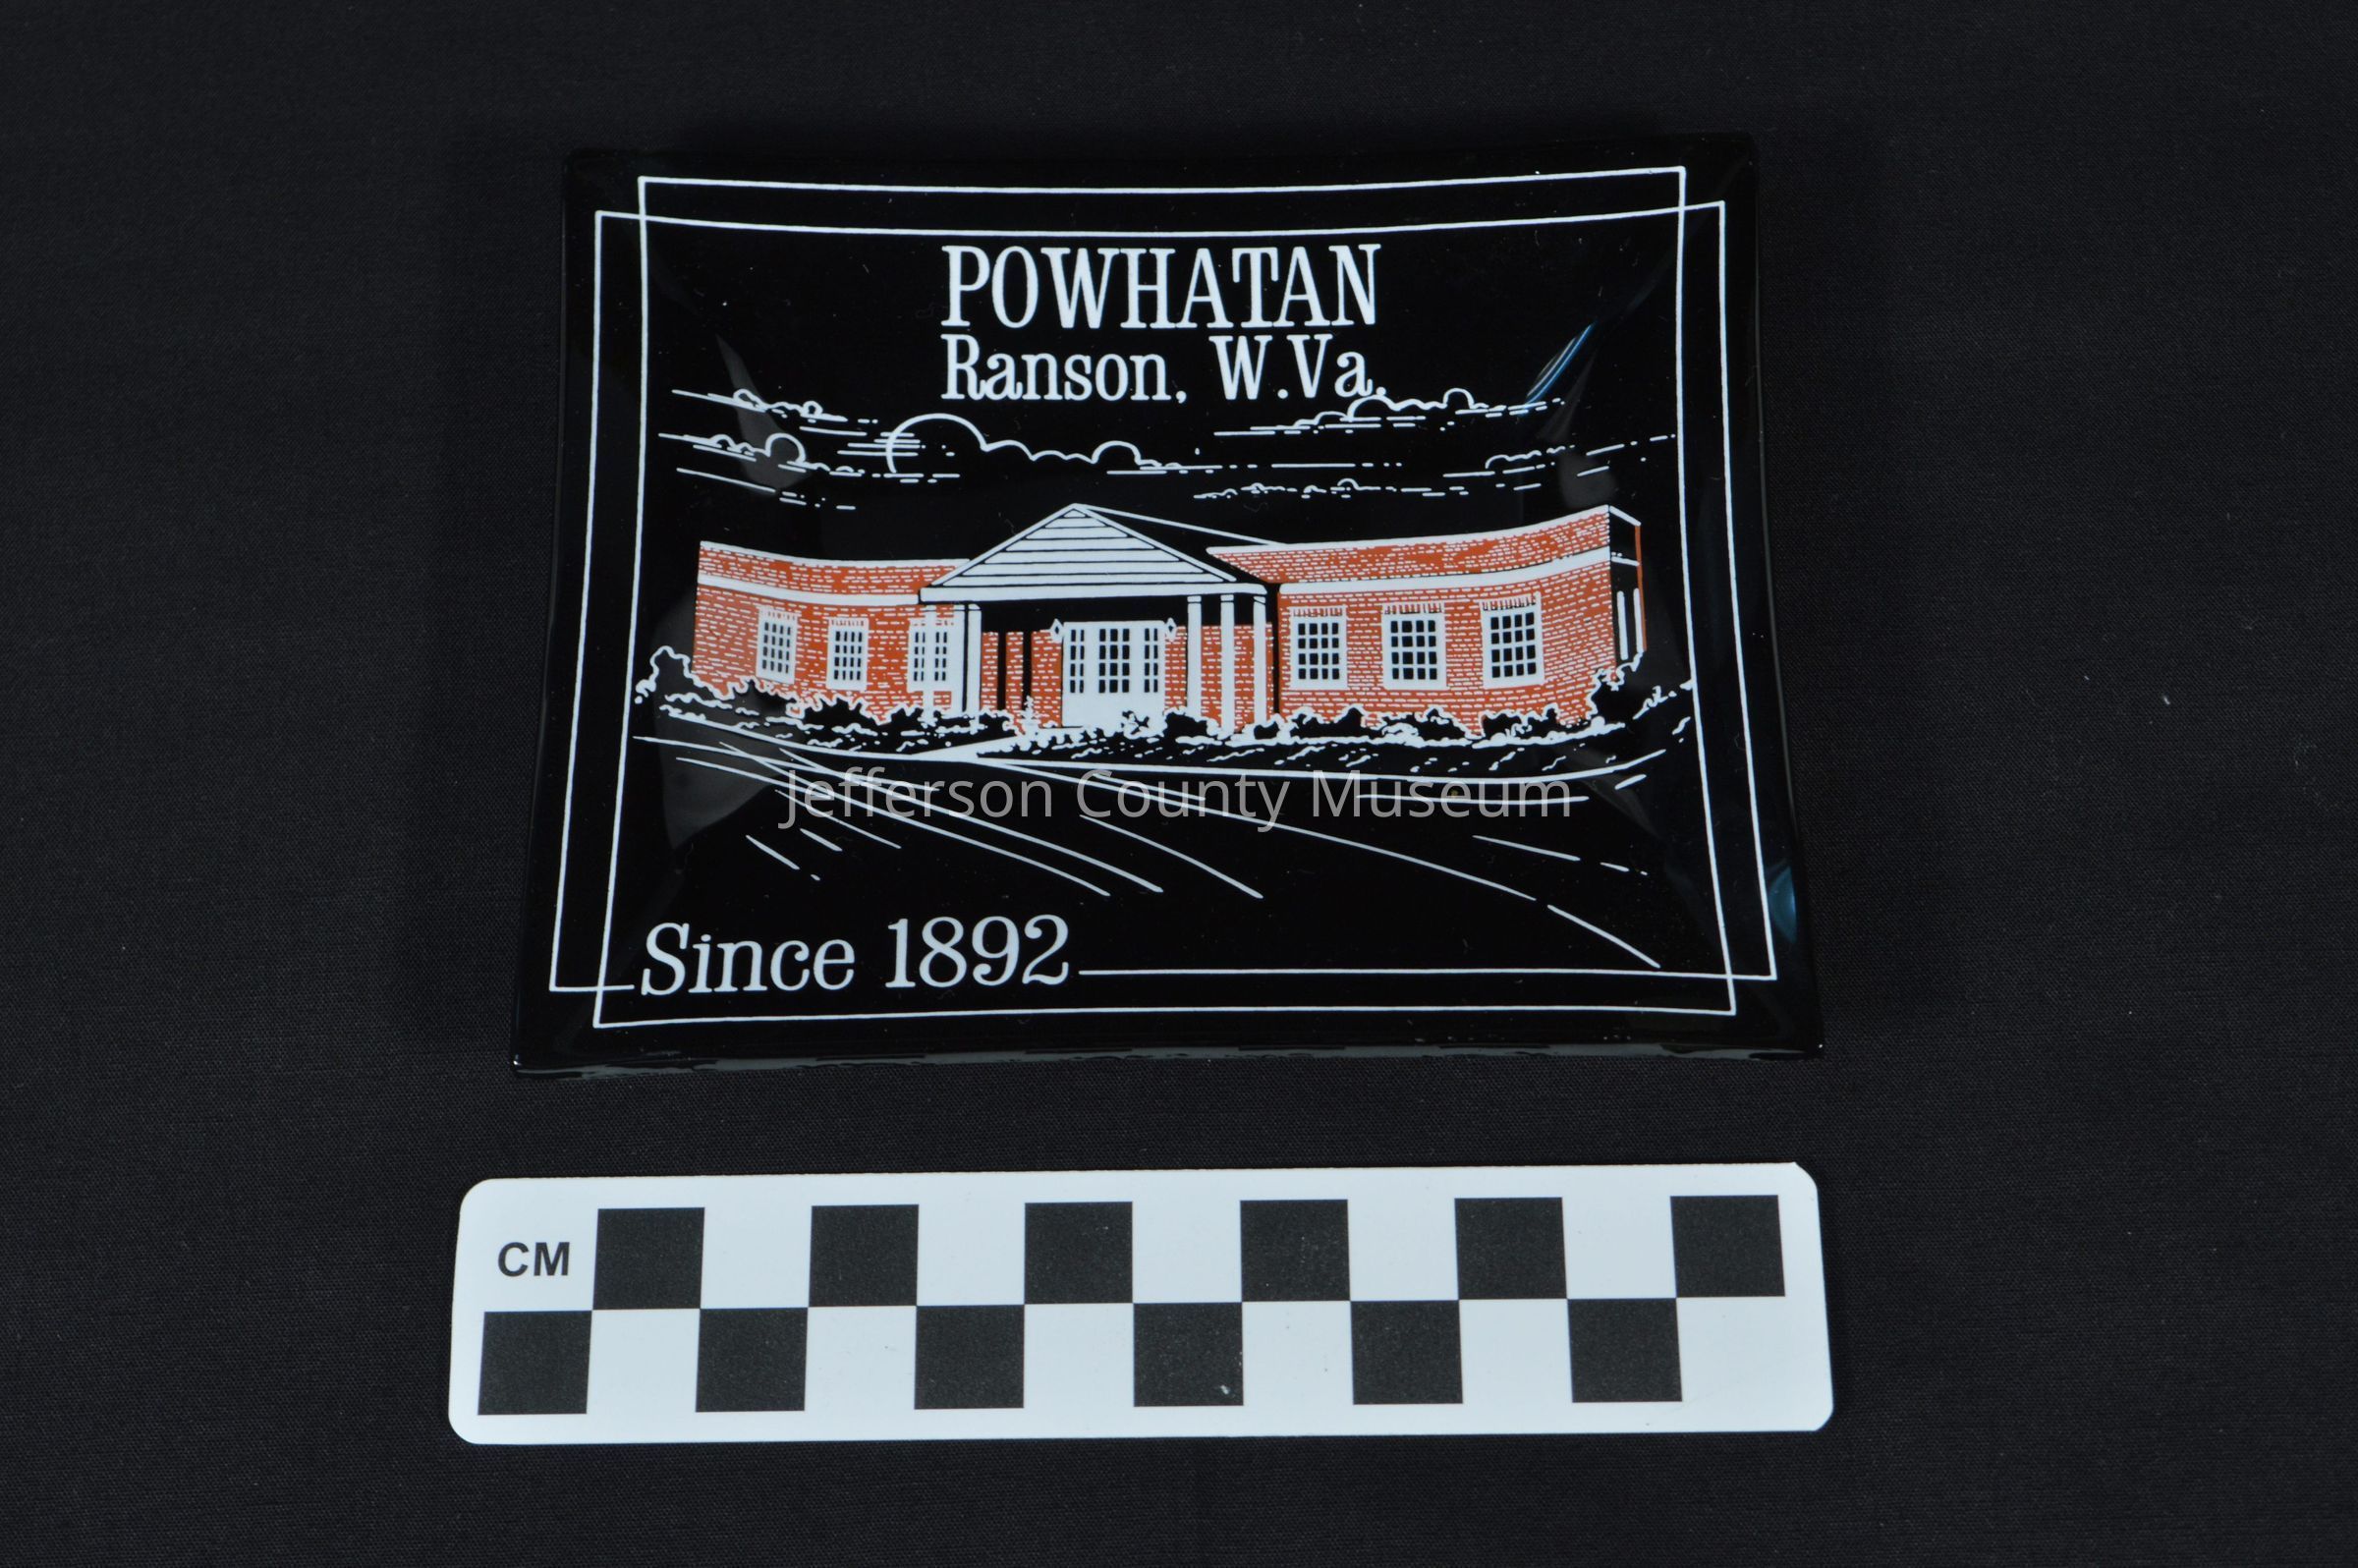 POWHATAN
Ranson, W.Va.
Jefferson County Museum
Since 1892
CM